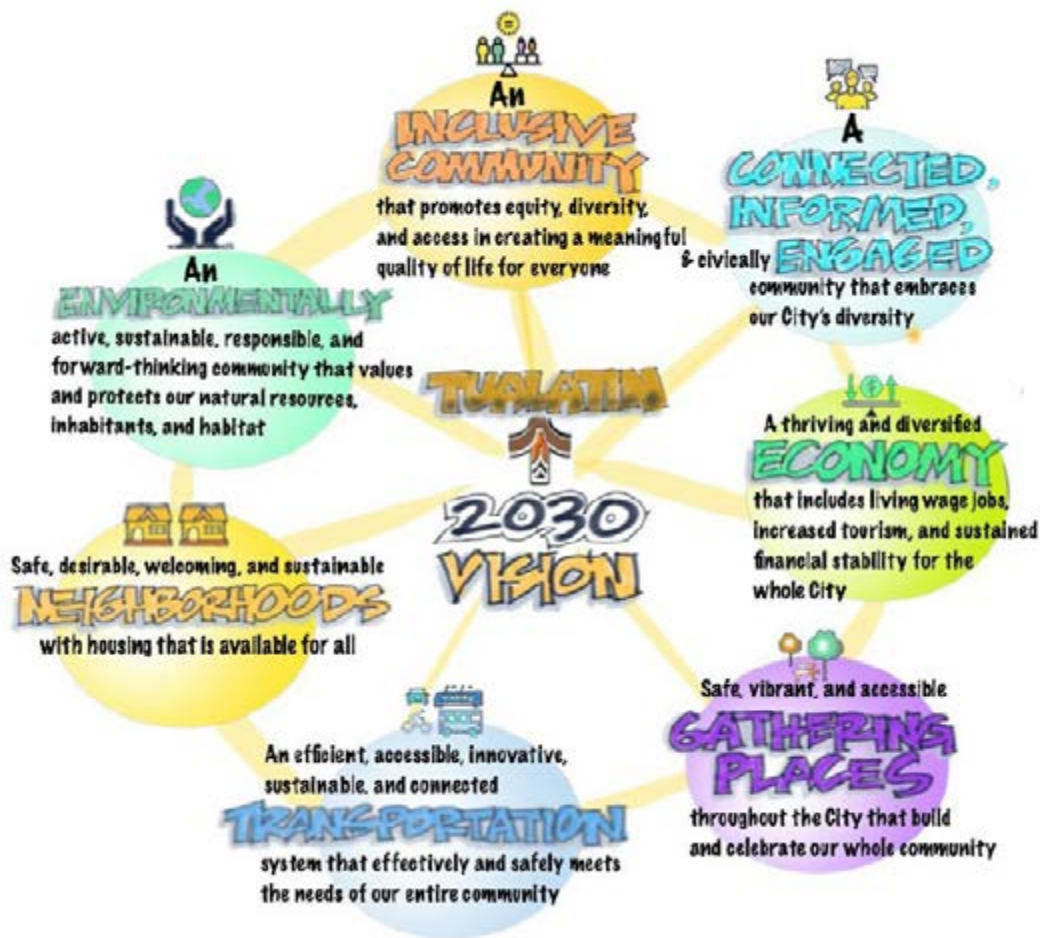 An
INCLUSIVE
COMMUNITY
that promotes equity, diversity,
and access in creating a meaningful
quality of life for everyone
A
CONNECTED,
INFORMED,
& civically ENGAGED
community that embraces
our City's diversity
An
ENVIRONMENTALLY
active, sustainable, responsible, and
forward-thinking community that values
and protects our natural resources,
inhabitants, and habitat
TUALATIN
2030
VISION
A thriving and diversified
ECONOMY
that includes living wage jobs,
increased tourism, and sustained
financial stability for the
whole City
Safe, desirable, welcoming, and sustainable
NEIGHBORHOODS
with housing that is available for all
Safe, vibrant, and accessible
GATHERING
PLACES
throughout the City that build
and celebrate our whole community
An efficient, accessible, innovative,
sustainable, and connected
TRANSPORTATION
system that effectively and safely meets
the needs of our entire community